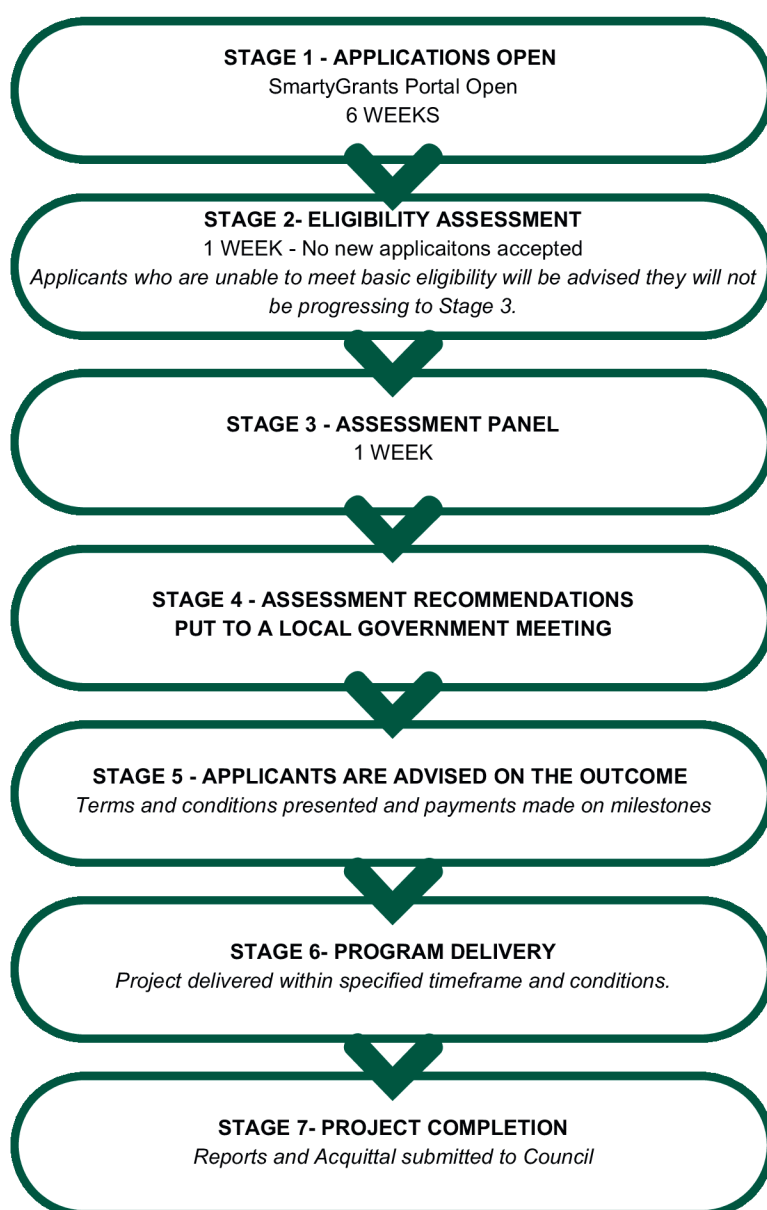 STAGE 1 - APPLICATIONS OPEN
SmartyGrants Portal Open
6 WEEKS
STAGE 2- ELIGIBILITY ASSESSMENT
1 WEEK - No new applicaitons accepted
Applicants who are unable to meet basic eligibility will be advised they will not
be progressing to Stage 3.
STAGE 3 - ASSESSMENT PANEL
1 WEEK
STAGE 4 - ASSESSMENT RECOMMENDATIONS
PUT TO A LOCAL GOVERNMENT MEETING
STAGE 5 - APPLICANTS ARE ADVISED ON THE OUTCOME
Terms and conditions presented and payments made on milestones
STAGE 6- PROGRAM DELIVERY
Project delivered within specified timeframe and conditions.
STAGE 7- PROJECT COMPLETION
Reports and Acquittal submitted to Council